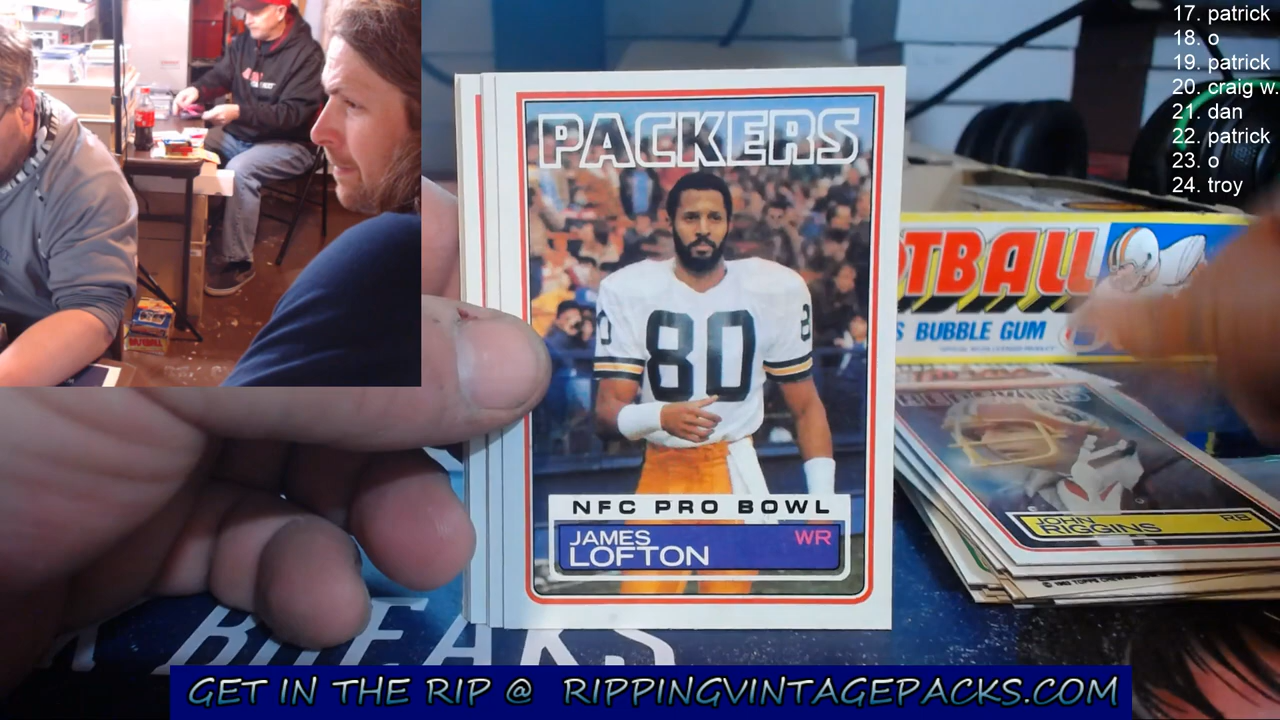 17. patrick
18. o
19. patrick
20. craig w.
21. dan
22. patrick
23. o
24. troy
PACKERS
80
NFC PRO BOWL
JAMES
LOFTON
WR
TBALL
BUBBLE GUM
JOHN
RIGGINS
RB
BREAKS
GET IN THE RIP @ RIPPINGVINTAGEPACKS.COM